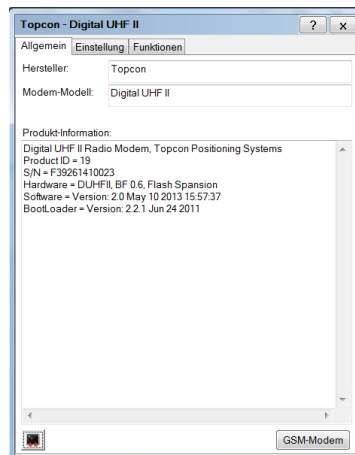 Topcon - Digital UHF II
? x
Allgemein Einstellung Funktionen
Hersteller: Topcon
Modem-Modell: Digital UHF II
Produkt-Information:
Digital UHF II Radio Modem, Topcon Positioning Systems
Product ID = 19
S/N = F39261410023
Hardware = DUHFII, BF 0.6, Flash Spansion
Software = Version: 2.0 May 10 2013 15:57:37
BootLoader = Version: 2.2.1 Jun 24 2011
GSM-Modem